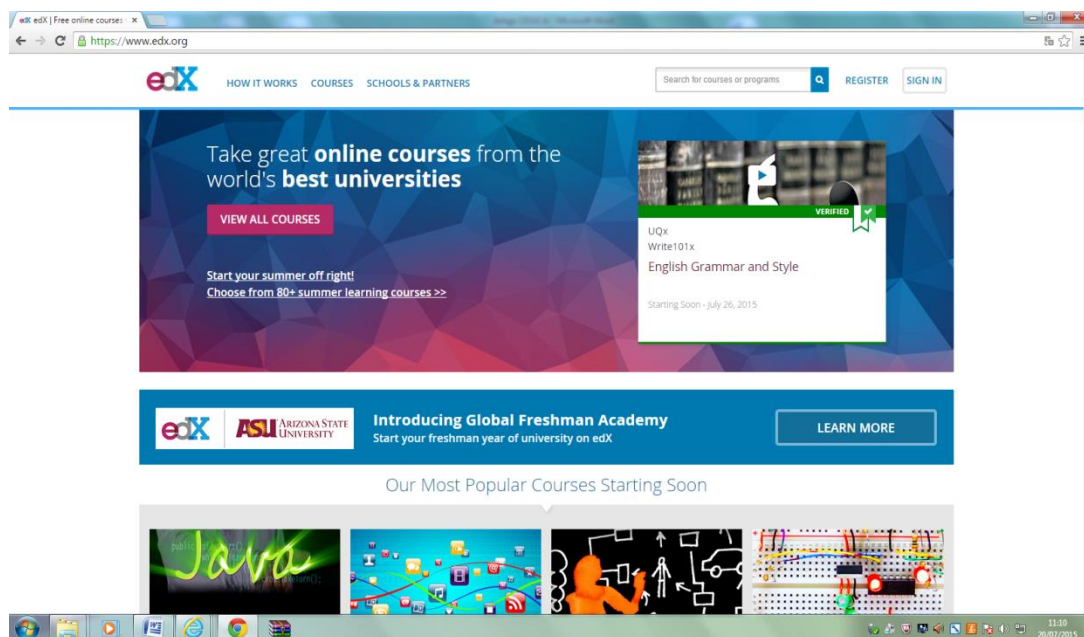 edX edX | Free online courses
https://www.edx.org
edX
HOW IT WORKS COURSES SCHOOLS & PARTNERS
Search for courses or programs
REGISTER SIGN IN
Take great online courses from the
world's best universities
VIEW ALL COURSES
Start your summer off right!
Choose from 80+ summer learning courses >>
VERIFIED
UQx
Write101x
English Grammar and Style
Starting Soon - July 26, 2015
edX ASU ARIZONA STATE
UNIVERSITY
Introducing Global Freshman Academy
Start your freshman year of university on edX
LEARN MORE
Our Most Popular Courses Starting Soon
Java
11:10
20/07/2015